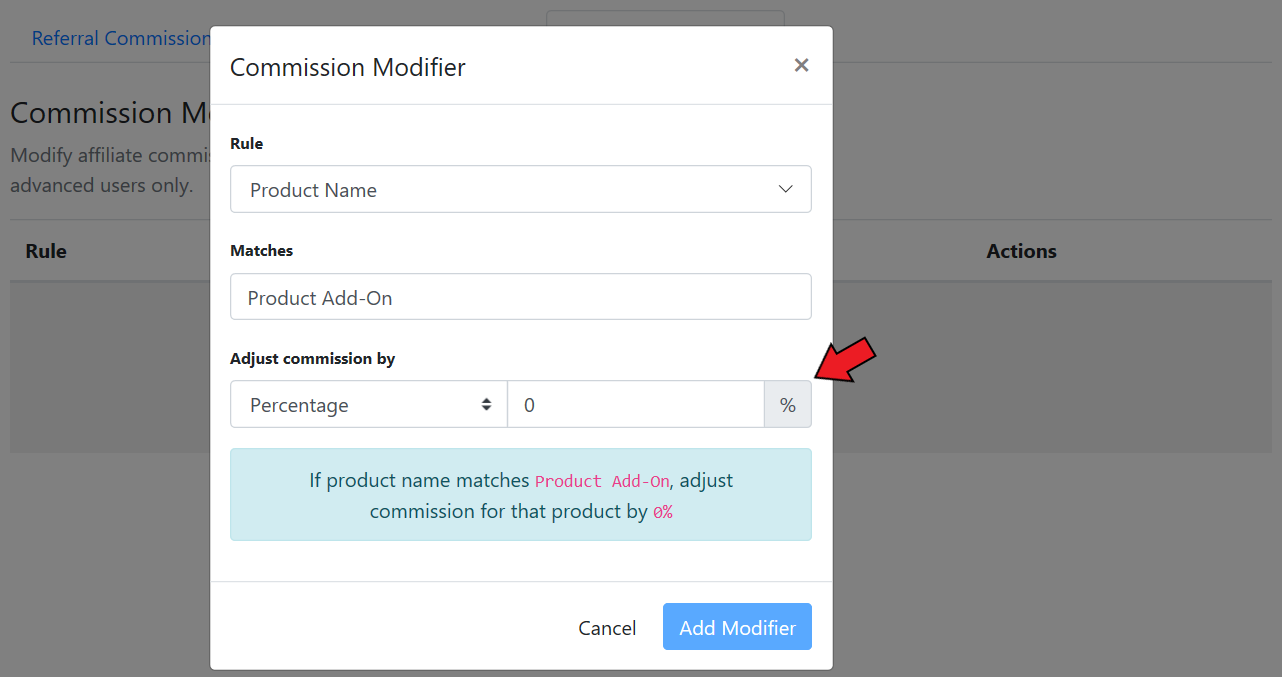 Referral Commission
Commission Modifier
×
Commission M
Modify affiliate commis
advanced users only.
Rule
Actions
Rule
Product Name
Matches
Product Add-On
Adjust commission by
Percentage
0
%
If product name matches Product Add-On, adjust
commission for that product by 0%
Cancel
Add Modifier